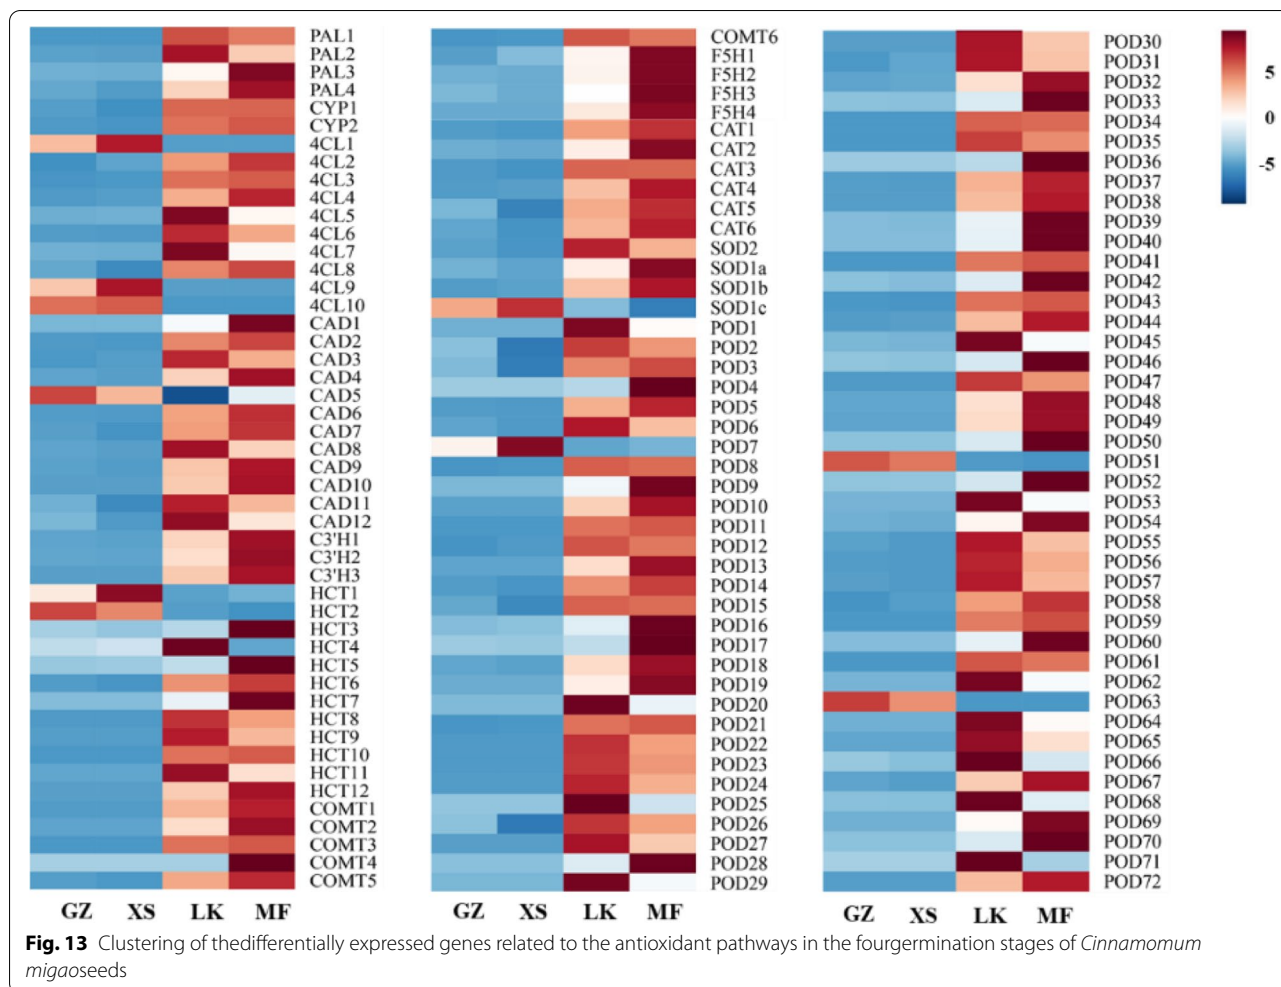 PAL1
PAL2
PAL3
PAL4
CYP1
CYP2
4CL1
4CL2
4CL3
4CL4
4CL5
4CL6
4CL7
4CL8
4CL9
4CL10
CAD1
CAD2
CAD3
CAD4
CAD5
CAD6
CAD7
CAD8
CAD9
CAD10
CAD11
CAD12
C3'H1
C3'H2
C3'H3
HCT1
HCT2
HCT3
HCT4
HCT5
HCT6
HCT7
HCT8
HCT9
HCT10
HCT11
HCT12
COMT1
COMT2
COMT3
COMT4
COMT5
GZ XS LK MF
COMT6
F5H1
F5H2
F5H3
F5H4
CAT1
CAT2
CAT3
CAT4
CAT5
CAT6
SOD2
SOD1a
SOD1b
SOD1c
POD1
POD2
POD3
POD4
POD5
POD6
POD7
POD8
POD9
POD10
POD11
POD12
POD13
POD14
POD15
POD16
POD17
POD18
POD19
POD20
POD21
POD22
POD23
POD24
POD25
POD26
POD27
POD28
POD29
GZ XS LK MF
POD30
POD31
POD32
POD33
POD34
POD35
POD36
POD37
POD38
POD39
POD40
POD41
POD42
POD43
POD44
POD45
POD46
POD47
POD48
POD49
POD50
POD51
POD52
POD53
POD54
POD55
POD56
POD57
POD58
POD59
POD60
POD61
POD62
POD63
POD64
POD65
POD66
POD67
POD68
POD69
POD70
POD71
POD72
GZ XS LK MF
5
0
-5
Fig. 13 Clustering of thedifferentially expressed genes related to the antioxidant pathways in the fourgermination stages of Cinnamomum
migaoseeds